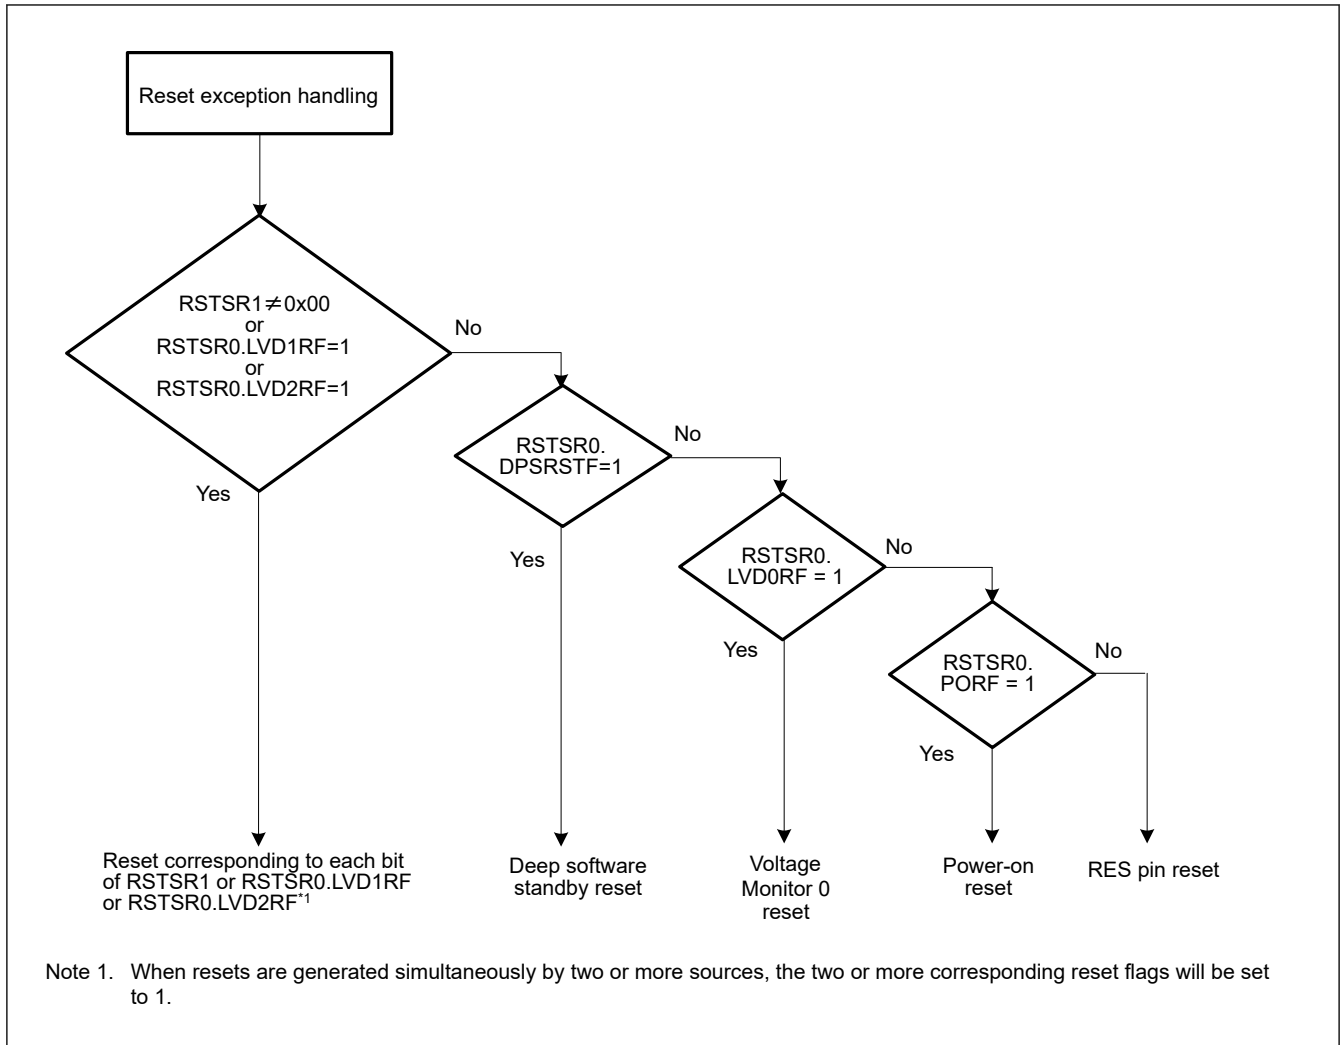 Reset exception handling
RSTSR1≠0x00
or
RSTSR0.LVD1RF=1
or
RSTSR0.LVD2RF=1
No
Yes
RSTSR0.
DPSRSTF=1
No
Yes
RSTSR0.
LVD0RF = 1
No
Yes
RSTSR0.
PORF = 1
No
Yes
Reset corresponding to each bit
of RSTSR1 or RSTSR0.LVD1RF
or RSTSR0.LVD2RF*1
Deep software
standby reset
Voltage
Monitor 0
reset
Power-on
reset
RES pin reset
Note 1. When resets are generated simultaneously by two or more sources, the two or more corresponding reset flags will be set
to 1.